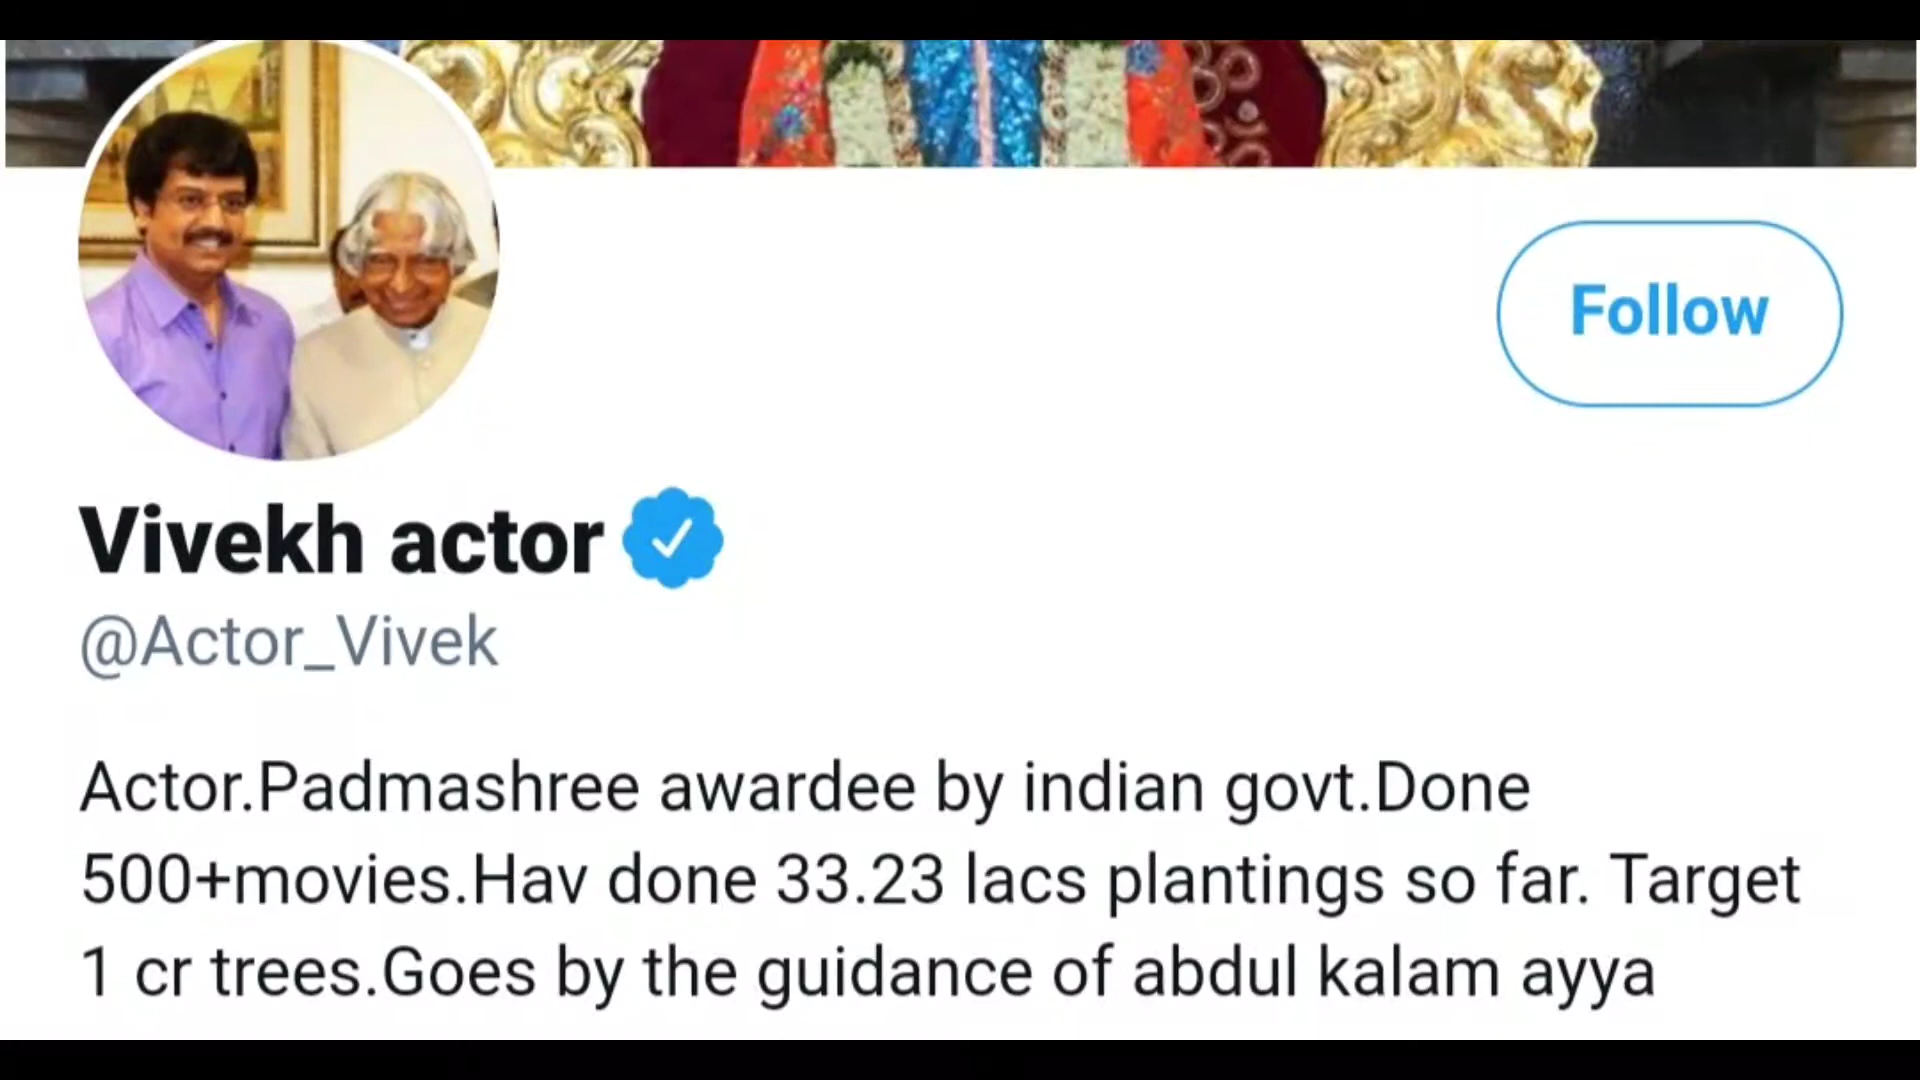 Follow
Vivekh actor
@Actor_Vivek
Actor.Padmashree awardee by indian govt.Done
500+movies.Hav done 33.23 lacs plantings so far. Target
1 cr trees.Goes by the guidance of abdul kalam ayya